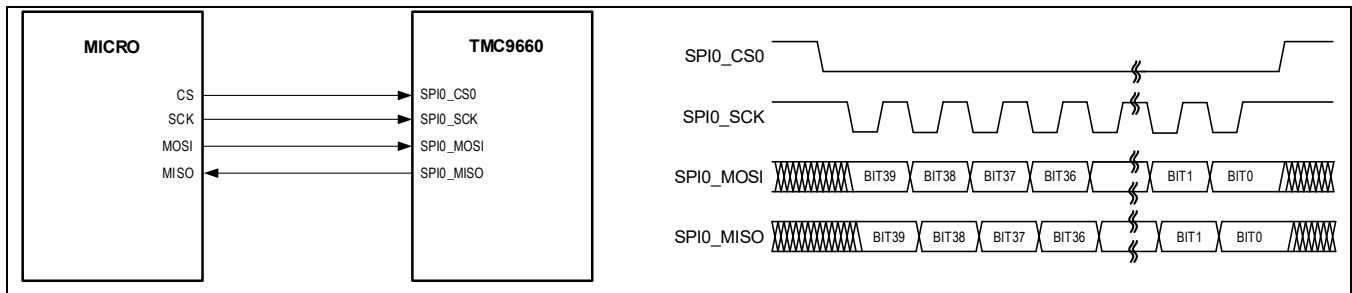 MICRO
CS
SCK
MOSI
MISO
TMC9660
SPI0_CS0
SPI0_SCK
SPI0_MOSI
SPI0_MISO
SPI0_CS0
SPI0_SCK
SPI0_MOSI BIT39 BIT38 BIT37 BIT36 BIT1 BIT0
SPI0_MISO BIT39 BIT38 BIT37 BIT36 BIT1 BIT0